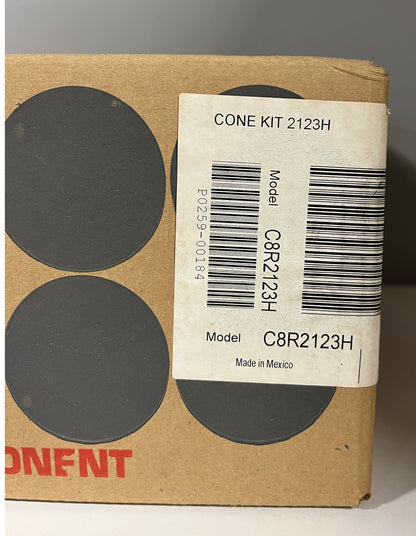 CONE KIT 2123H
Model C8R2123H
P0259-00184
Model C8R2123H
Made in Mexico
ONENT